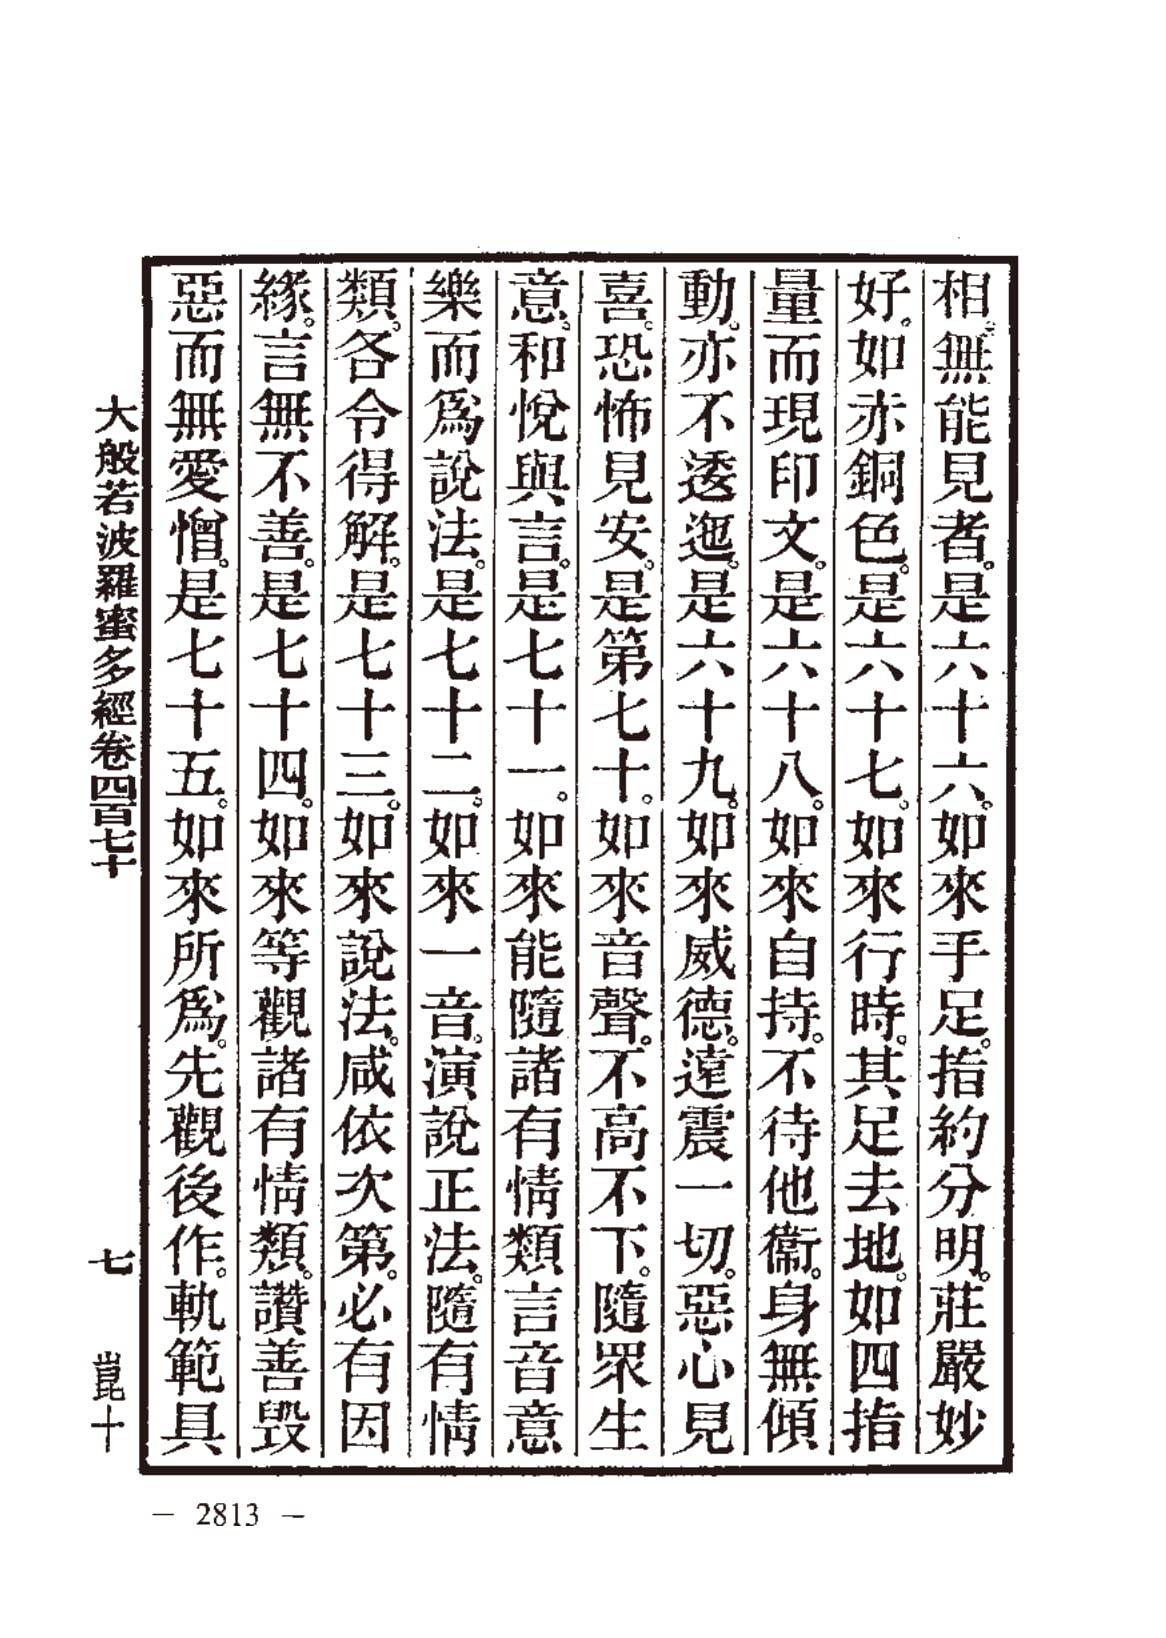 相。無能見者。是六十六。如來手足。指約分明。莊嚴妙
好。如赤銅色。是六十七。如來行時。其足去地。如四指
量而現印文。是六十八。如來自持。不待他衞。身無傾
動。亦不逶迤。是六十九。如來威德。遠震一切。惡心見
喜。恐怖見安。是第七十。如來音聲。不高不下。隨眾生
意。和悅與言。是七十一。如來能隨諸有情類言音意
樂而爲說法。是七十二。如來一音。演說正法。隨有情
類。各令得解。是七十三。如來說法。咸依次第。必有因
緣。言無不善。是七十四。如來等觀諸有情類。讚善毀
惡而無愛憎。是七十五。如來所爲。先觀後作。軌範具
大般若波羅蜜多經卷四百七十 七 崑十
— 2813 —